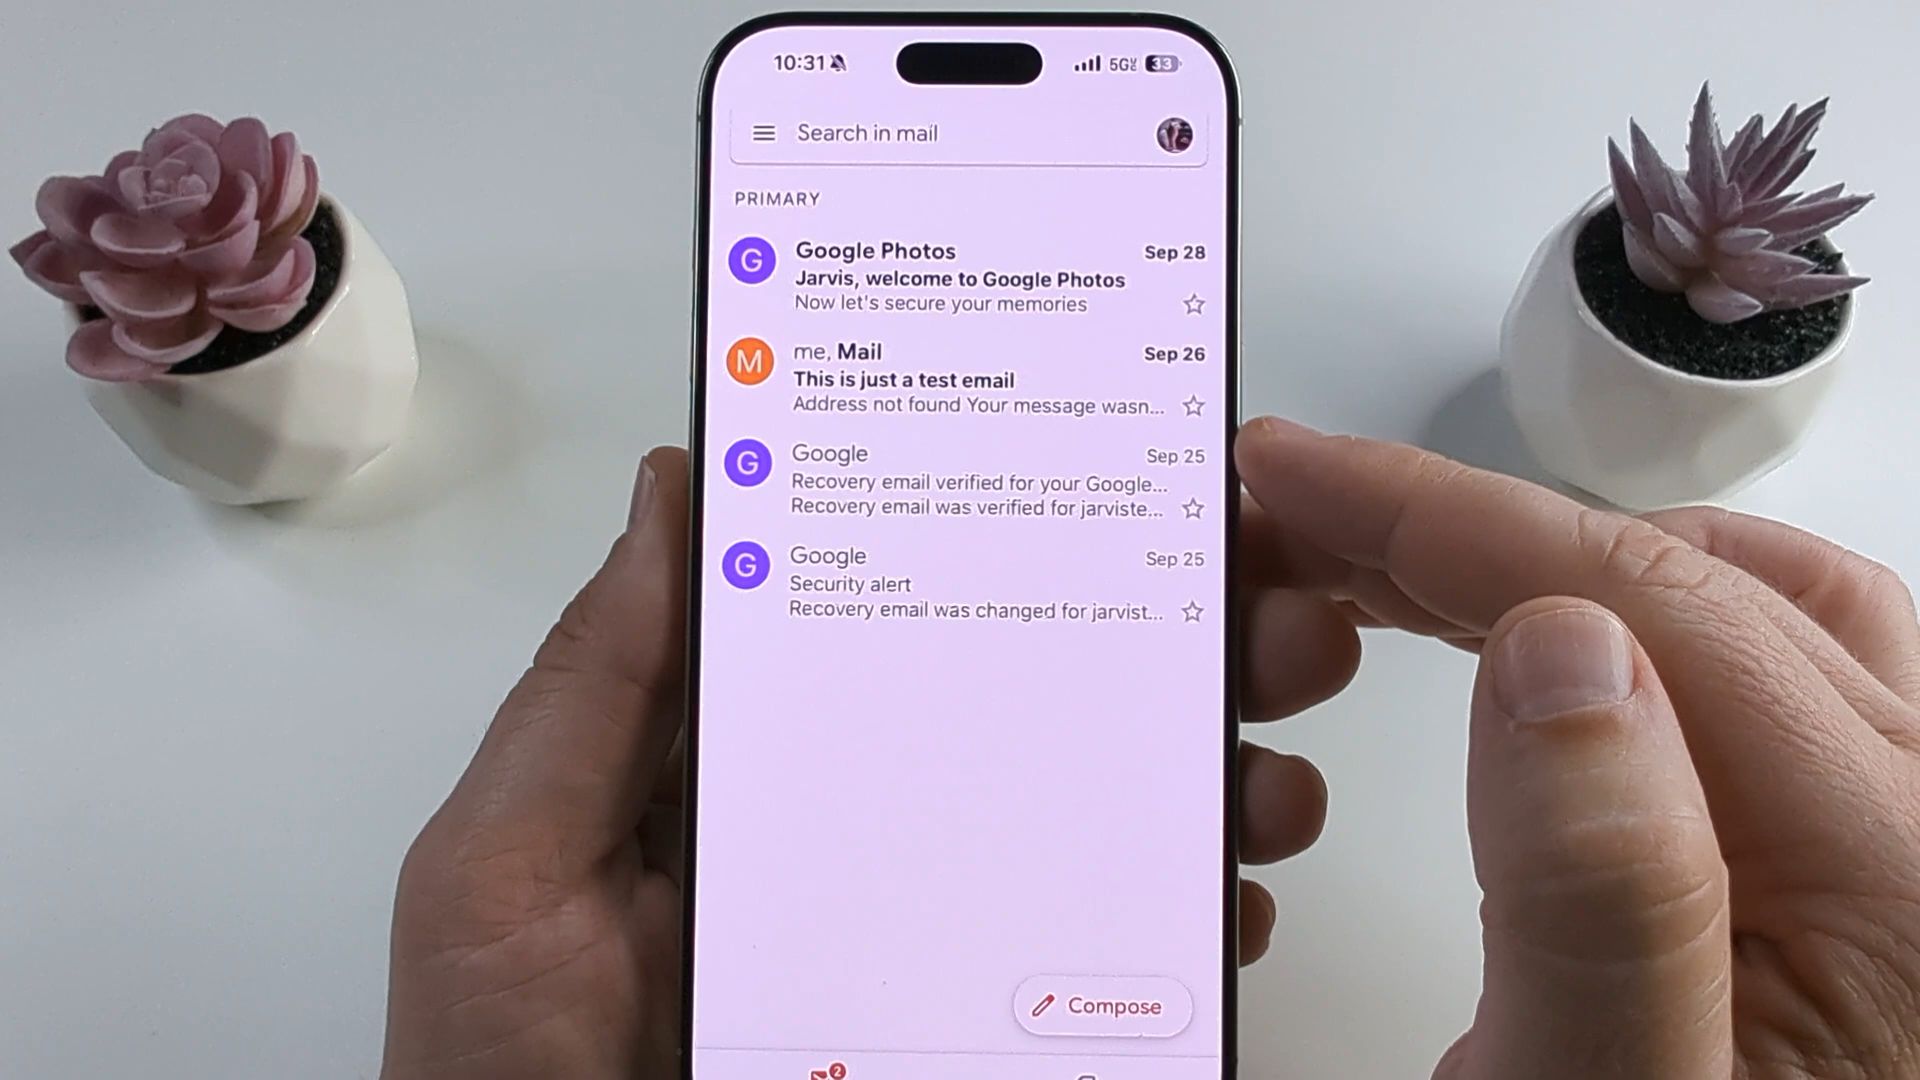 10:31 5G 33
Search in mail
PRIMARY
G Google Photos Sep 28
Jarvis, welcome to Google Photos
Now let's secure your memories
M me, Mail Sep 26
This is just a test email
Address not found Your message wasn...
G Google Sep 25
Recovery email verified for your Google...
Recovery email was verified for jarviste...
G Google Sep 25
Security alert
Recovery email was changed for jarvist...
Compose
2